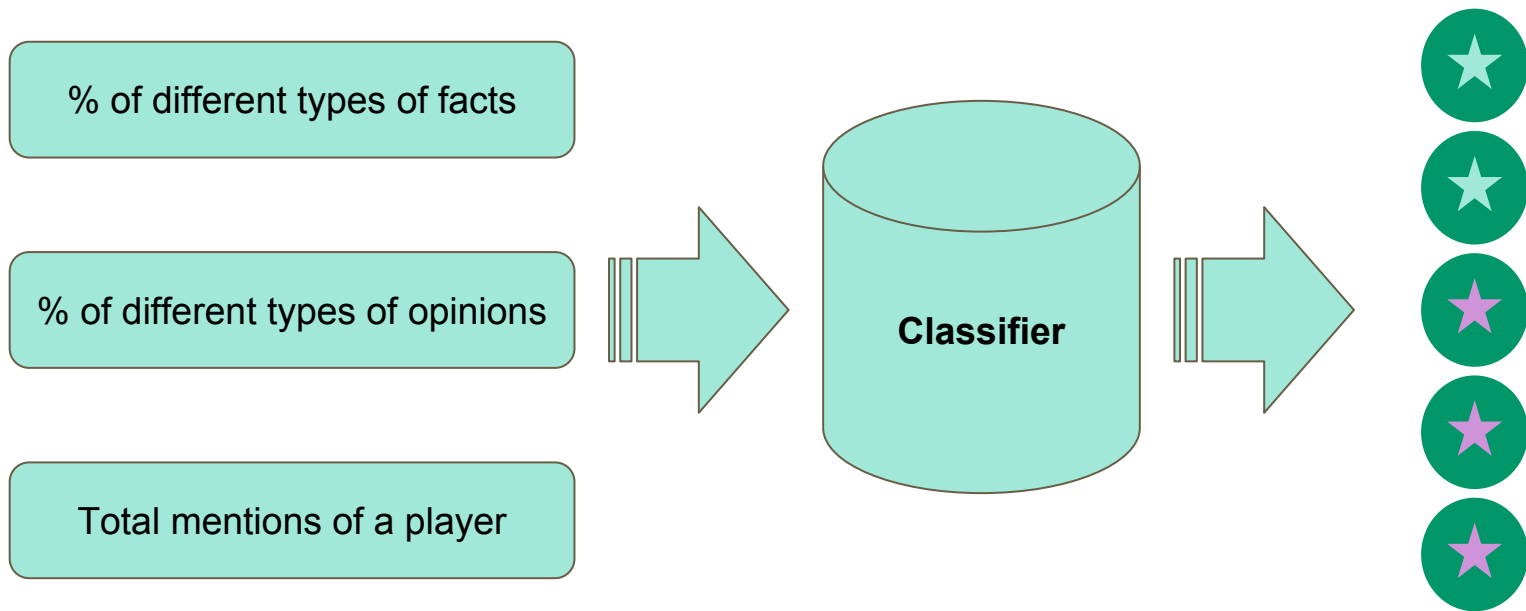 % of different types of facts
% of different types of opinions
Classifier
Total mentions of a player